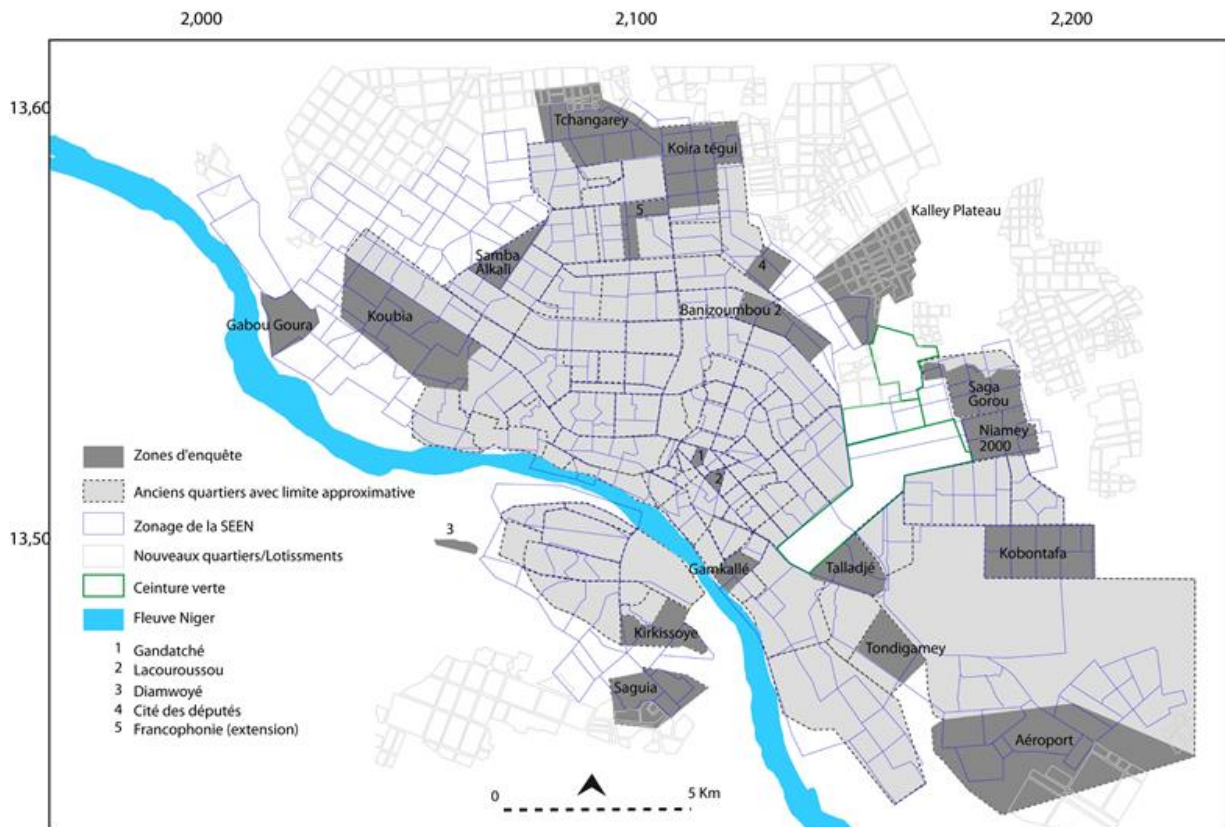 2,000 2,100 2,200
13,60
Tchangarey
Koira tégui
5
Kalley Plateau
Samba
Alkali
4
Gabou Goura
Koubia
Banizoumbou 2
Saga
Gorou
Niamey
2000
1
2
13,50
3
Gamkallé
Talladjé
Kobontafa
Kirkissoye
Tondigamey
Saguia
Aéroport
Zones d'enquête
Anciens quartiers avec limite approximative
Zonage de la SEEN
Nouveaux quartiers/Lotissments
Ceinture verte
Fleuve Niger
1 Gandatché
2 Lacouroussou
3 Diamwoyé
4 Cité des députés
5 Francophonie (extension)
0 5 Km